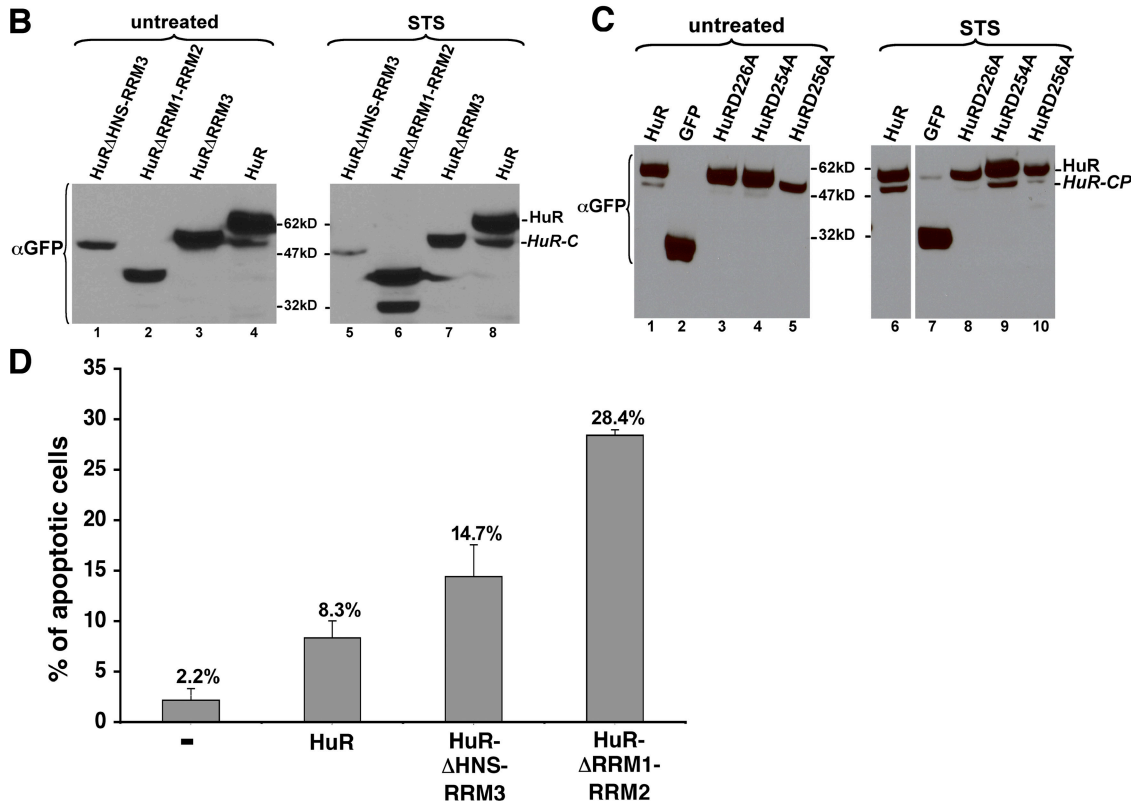 B
untreated
STS
HuRΔHNS-RRM3
HuRΔRRM1-RRM2
HuRΔRRM3
HuR
HuRΔHNS-RRM3
HuRΔRRM1-RRM2
HuRΔRRM3
HuR
αGFP
-62kD
-47kD
-32kD
-HuR
-HuR-C
1 2 3 4 5 6 7 8
C
untreated
STS
HuR
GFP
HuRD226A
HuRD254A
HuRD256A
HuR
GFP
HuRD226A
HuRD254A
HuRD256A
αGFP
-62kD
-47kD
-32kD
-HuR
-HuR-CP
1 2 3 4 5 6 7 8 9 10
D
% of apoptotic cells
35
30
25
20
15
10
5
0
2.2%
8.3%
14.7%
28.4%
-
HuR
HuR-
ΔHNS-
RRM3
HuR-
ΔRRM1-
RRM2